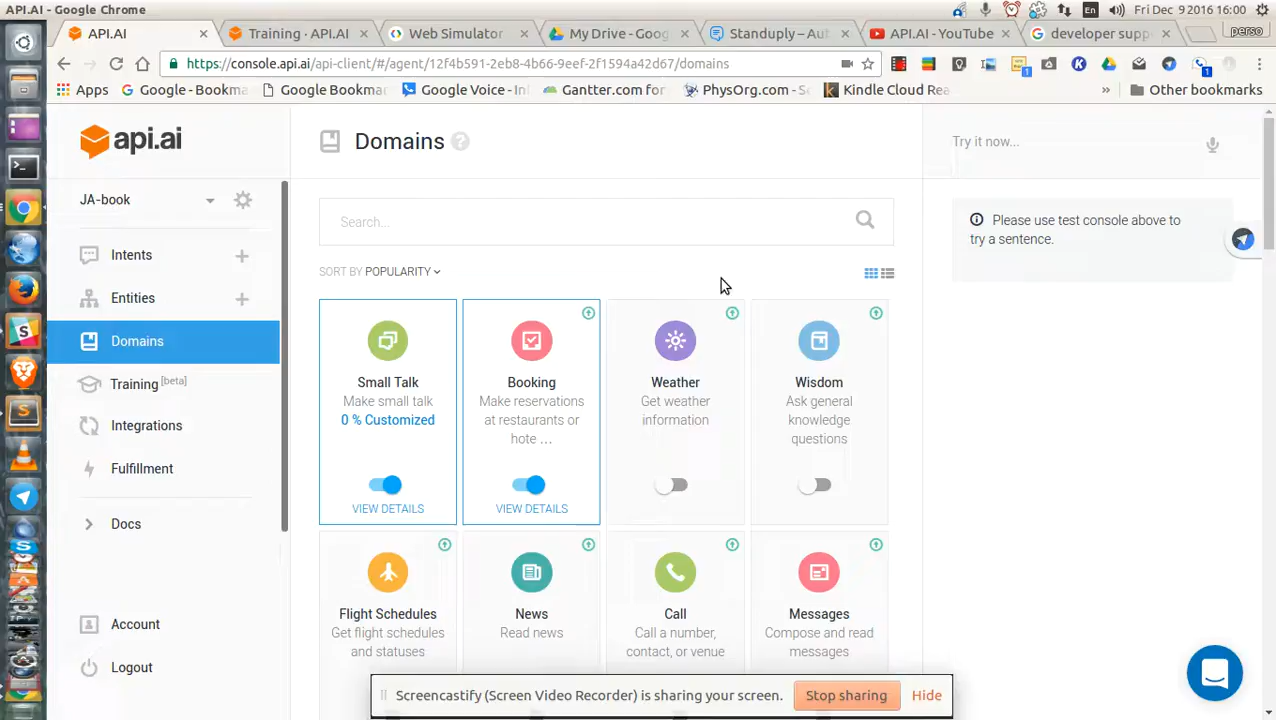 API.AI - Google Chrome
En
Fri Dec 9 2016 16:00
API.AI
Training · API.AI
Web Simulator
My Drive - Goog
Standuply – Aut
API.AI - YouTube
developer supp
perso
https://console.api.ai/api-client/#/agent/12f4b591-2eb8-4b66-9eef-2f1594a42d67/domains
Apps
Google - Bookma
Google Bookmar
Google Voice - In
Gantter.com for
PhysOrg.com - S
Kindle Cloud Rea
»
Other bookmarks
api.ai
Domains
Try it now...
JA-book
Search...
Please use test console above to
try a sentence.
Intents
SORT BY POPULARITY
Entities
Domains
Training [beta]
Integrations
Fulfillment
Docs
Account
Logout
Small Talk
Make small talk
0 % Customized
VIEW DETAILS
Booking
Make reservations
at restaurants or
hote ...
VIEW DETAILS
Weather
Get weather
information
Wisdom
Ask general
knowledge
questions
Flight Schedules
Get flight schedules
and statuses
News
Read news
Call
Call a number,
contact, or venue
Messages
Compose and read
messages
Screencastify (Screen Video Recorder) is sharing your screen.
Stop sharing
Hide